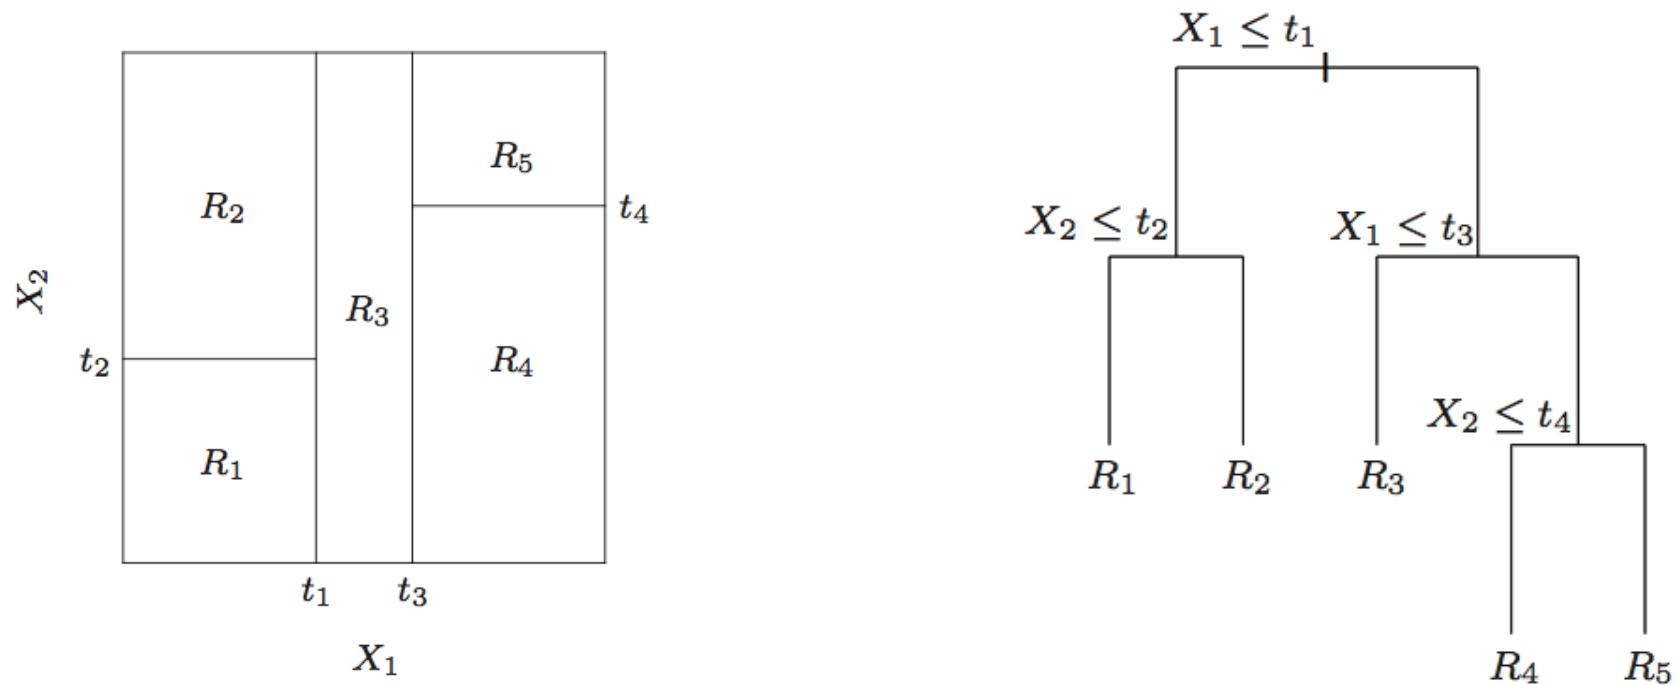 R₂
R₅
t₄
X₂
R₃
t₂
R₄
R₁
t₁ t₃
X₁
X₁ ≤ t₁
X₂ ≤ t₂ X₁ ≤ t₃
X₂ ≤ t₄
R₁ R₂ R₃
R₄ R₅